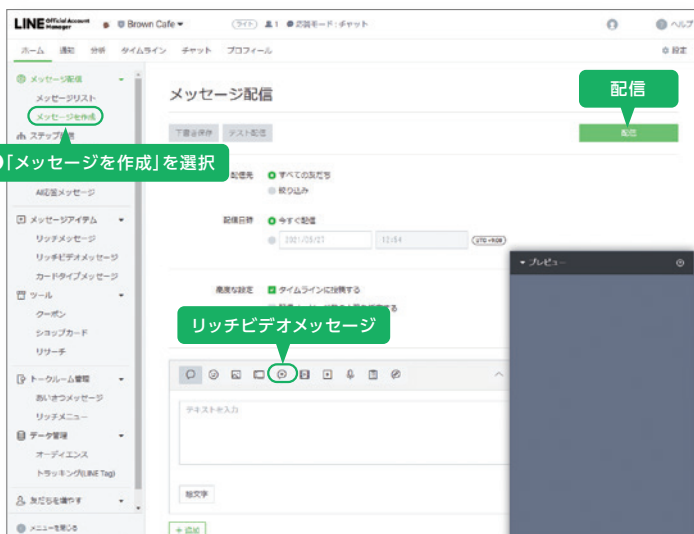 LINE Official Account Manager
Brown Cafe
フリー 1 応答モード:チャット
ヘルプ
ホーム 通知 分析 タイムライン チャット プロフィール
設定
メッセージ配信
メッセージリスト
メッセージを作成
ステップ配信
「メッセージを作成」を選択
AI応答メッセージ
メッセージアイテム
リッチメッセージ
リッチビデオメッセージ
カードタイプメッセージ
ツール
クーポン
ショップカード
リサーチ
トークルーム管理
あいさつメッセージ
リッチメニュー
データ管理
オーディエンス
トラッキング(LINE Tag)
友だちを増やす
メニューを閉じる
メッセージ配信
配信
下書き保存 テスト配信
配信
配信先 すべての友だち
絞り込み
配信日時 今すぐ配信
2021/05/27 12:54
高度な設定 タイムラインに投稿する
リッチビデオメッセージ
テキストを入力
絵文字
+ 追加
プレビュー